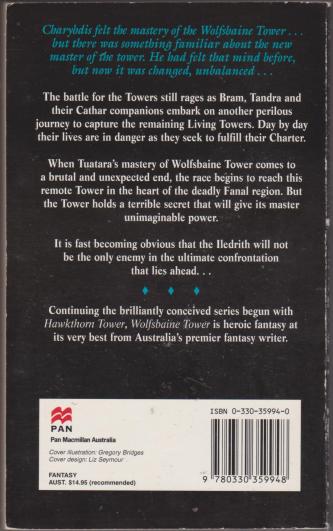 Charybdis felt the mastery of the Wolfsbaine Tower . . .
but there was something familiar about the new
master of the tower. He had felt that mind before,
but now it was changed, unbalanced . . .
The battle for the Towers still rages as Bram, Tandra and
their Cathar companions embark on another perilous
journey to capture the remaining Living Towers. Day by day
their lives are in danger as they seek to fulfill their Charter.
When Tuatara's mastery of Wolfsbaine Tower comes to
a brutal and unexpected end, the race begins to reach this
remote Tower in the heart of the deadly Fanal region. But
the Tower holds a terrible secret that will give its master
unimaginable power.
It is fast becoming obvious that the Iledrith will not
be the only enemy in the ultimate confrontation
that lies ahead. . .
Continuing the brilliantly conceived series begun with
Hawkthorn Tower, Wolfsbaine Tower is heroic fantasy at
its very best from Australia's premier fantasy writer.
PAN
Pan Macmillan Australia
Cover illustration: Gregory Bridges
Cover design: Liz Seymour
FANTASY
AUST. $14.95 (recommended)
ISBN 0-330-35994-0
9 780330 359948